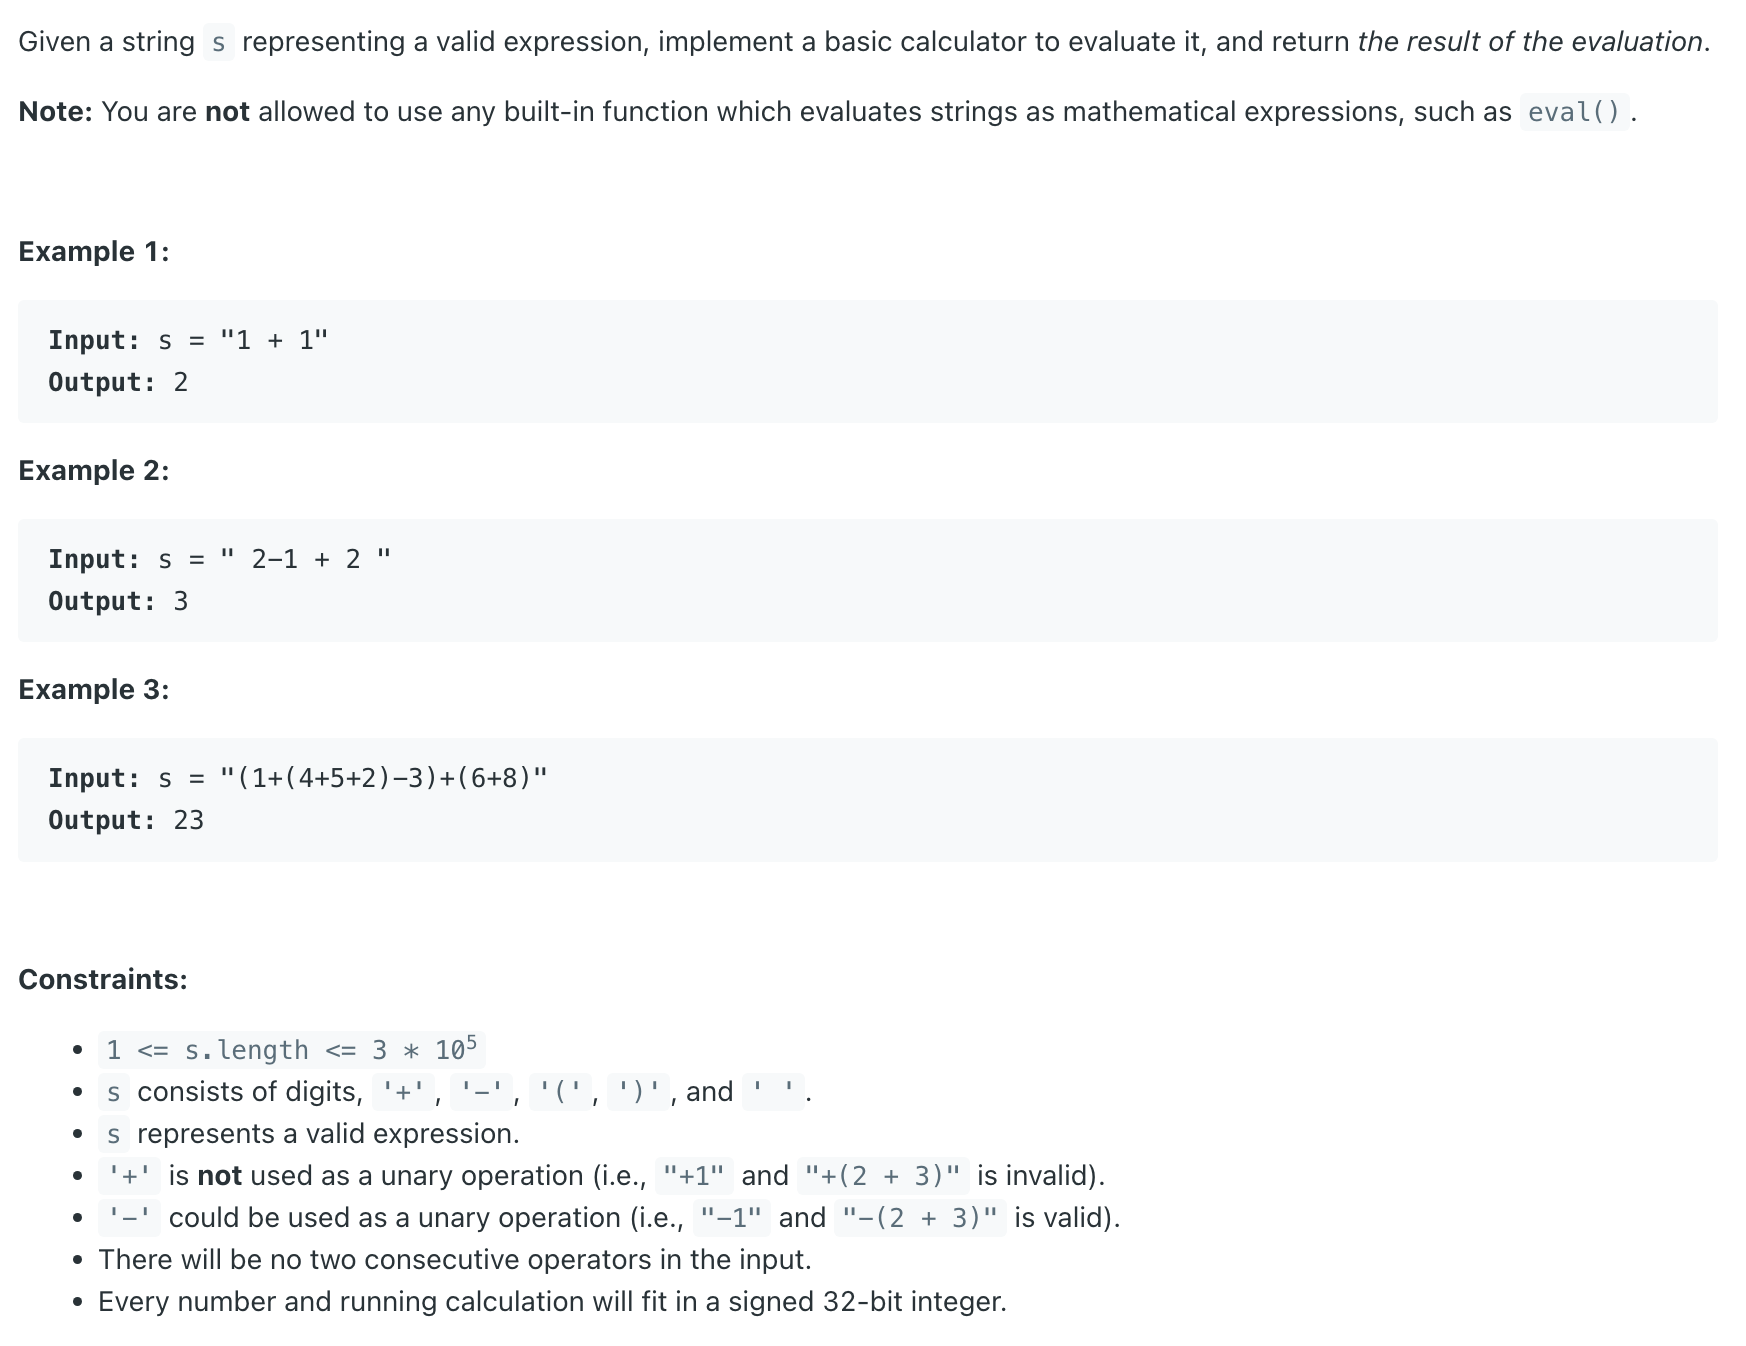 Given a string s representing a valid expression, implement a basic calculator to evaluate it, and return the result of the evaluation.
Note: You are not allowed to use any built-in function which evaluates strings as mathematical expressions, such as eval() .
Example 1:
Input: s = "1 + 1"
Output: 2
Example 2:
Input: s = " 2-1 + 2 "
Output: 3
Example 3:
Input: s = "(1+(4+5+2)-3)+(6+8)"
Output: 23
Constraints:
• 1 <= s.length <= 3 * 10⁵
• s consists of digits, '+' , '-' , '(' , ')' , and ' ' .
• s represents a valid expression.
• '+' is not used as a unary operation (i.e., "+1" and "+(2 + 3)" is invalid).
• '-' could be used as a unary operation (i.e., "-1" and "-(2 + 3)" is valid).
• There will be no two consecutive operators in the input.
• Every number and running calculation will fit in a signed 32-bit integer.